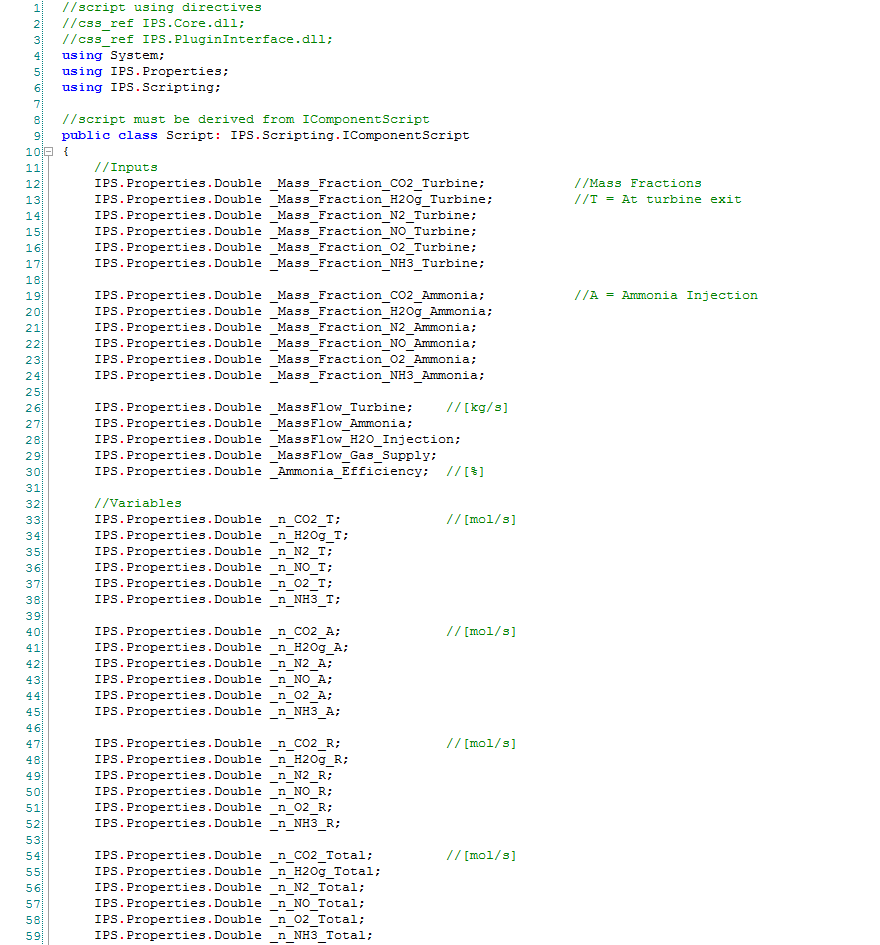 1 //script using directives
2 //css_ref IPS.Core.dll;
3 //css_ref IPS.PluginInterface.dll;
4 using System;
5 using IPS.Properties;
6 using IPS.Scripting;
7
8 //script must be derived from IComponentScript
9 public class Script: IPS.Scripting.IComponentScript
10 {
11 //Inputs
12 IPS.Properties.Double _Mass_Fraction_CO2_Turbine; //Mass Fractions
13 IPS.Properties.Double _Mass_Fraction_H2Og_Turbine; //T = At turbine exit
14 IPS.Properties.Double _Mass_Fraction_N2_Turbine;
15 IPS.Properties.Double _Mass_Fraction_NO_Turbine;
16 IPS.Properties.Double _Mass_Fraction_O2_Turbine;
17 IPS.Properties.Double _Mass_Fraction_NH3_Turbine;
18
19 IPS.Properties.Double _Mass_Fraction_CO2_Ammonia; //A = Ammonia Injection
20 IPS.Properties.Double _Mass_Fraction_H2Og_Ammonia;
21 IPS.Properties.Double _Mass_Fraction_N2_Ammonia;
22 IPS.Properties.Double _Mass_Fraction_NO_Ammonia;
23 IPS.Properties.Double _Mass_Fraction_O2_Ammonia;
24 IPS.Properties.Double _Mass_Fraction_NH3_Ammonia;
25
26 IPS.Properties.Double _MassFlow_Turbine; //[kg/s]
27 IPS.Properties.Double _MassFlow_Ammonia;
28 IPS.Properties.Double _MassFlow_H2O_Injection;
29 IPS.Properties.Double _MassFlow_Gas_Supply;
30 IPS.Properties.Double _Ammonia_Efficiency; //[%]
31
32 //Variables
33 IPS.Properties.Double _n_CO2_T; //[mol/s]
34 IPS.Properties.Double _n_H2Og_T;
35 IPS.Properties.Double _n_N2_T;
36 IPS.Properties.Double _n_NO_T;
37 IPS.Properties.Double _n_O2_T;
38 IPS.Properties.Double _n_NH3_T;
39
40 IPS.Properties.Double _n_CO2_A; //[mol/s]
41 IPS.Properties.Double _n_H2Og_A;
42 IPS.Properties.Double _n_N2_A;
43 IPS.Properties.Double _n_NO_A;
44 IPS.Properties.Double _n_O2_A;
45 IPS.Properties.Double _n_NH3_A;
46
47 IPS.Properties.Double _n_CO2_R; //[mol/s]
48 IPS.Properties.Double _n_H2Og_R;
49 IPS.Properties.Double _n_N2_R;
50 IPS.Properties.Double _n_NO_R;
51 IPS.Properties.Double _n_O2_R;
52 IPS.Properties.Double _n_NH3_R;
53
54 IPS.Properties.Double _n_CO2_Total; //[mol/s]
55 IPS.Properties.Double _n_H2Og_Total;
56 IPS.Properties.Double _n_N2_Total;
57 IPS.Properties.Double _n_NO_Total;
58 IPS.Properties.Double _n_O2_Total;
59 IPS.Properties.Double _n_NH3_Total;